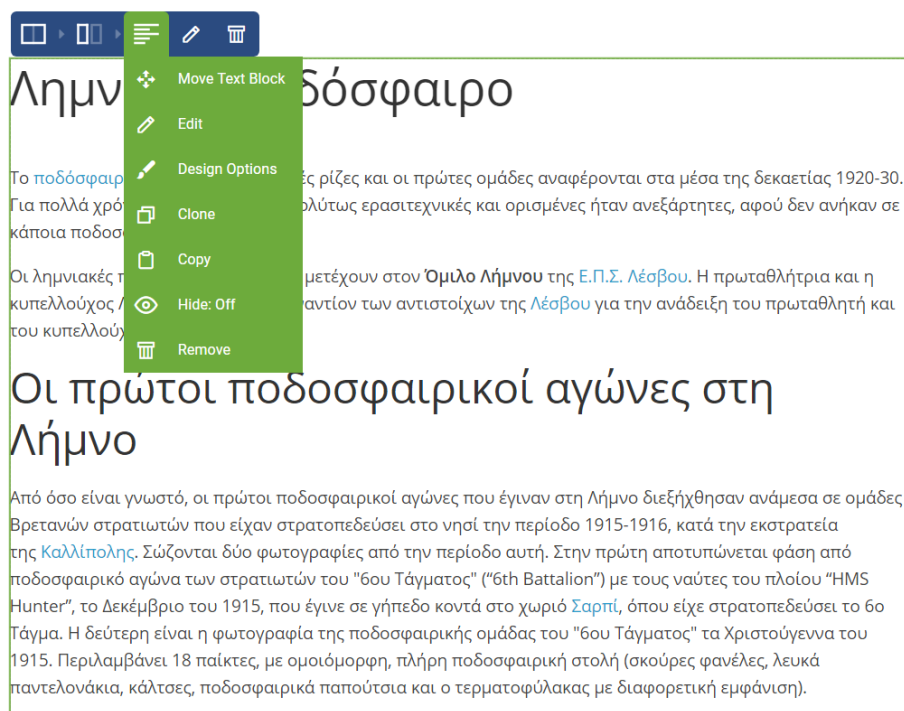 Λημν δόσφαιρο
Move Text Block
Edit
Design Options
Clone
Copy
Hide: Off
Remove
Το ποδόσφαιρ ές ρίζες και οι πρώτες ομάδες αναφέρονται στα μέσα της δεκαετίας 1920-30.
Για πολλά χρό ολύτως ερασιτεχνικές και ορισμένες ήταν ανεξάρτητες, αφού δεν ανήκαν σε
κάποια ποδοσ
Οι λημνιακές μετέχουν στον Όμιλο Λήμνου της Ε.Π.Σ. Λέσβου. Η πρωταθλήτρια και η
κυπελλούχος αντίον των αντιστοίχων της Λέσβου για την ανάδειξη του πρωταθλητή και
του κυπελλούχ
Οι πρώτοι ποδοσφαιρικοί αγώνες στη
Λήμνο
Από όσο είναι γνωστό, οι πρώτοι ποδοσφαιρικοί αγώνες που έγιναν στη Λήμνο διεξήχθησαν ανάμεσα σε ομάδες
Βρετανών στρατιωτών που είχαν στρατοπεδεύσει στο νησί την περίοδο 1915-1916, κατά την εκστρατεία
της Καλλίπολης. Σώζονται δύο φωτογραφίες από την περίοδο αυτή. Στην πρώτη αποτυπώνεται φάση από
ποδοσφαιρικό αγώνα των στρατιωτών του "6ου Τάγματος" (“6th Battalion”) με τους ναύτες του πλοίου “HMS
Hunter”, το Δεκέμβριο του 1915, που έγινε σε γήπεδο κοντά στο χωριό Σαρπί, όπου είχε στρατοπεδεύσει το 6ο
Τάγμα. Η δεύτερη είναι η φωτογραφία της ποδοσφαιρικής ομάδας του "6ου Τάγματος" τα Χριστούγεννα του
1915. Περιλαμβάνει 18 παίκτες, με ομοιόμορφη, πλήρη ποδοσφαιρική στολή (σκούρες φανέλες, λευκά
παντελονάκια, κάλτσες, ποδοσφαιρικά παπούτσια και ο τερματοφύλακας με διαφορετική εμφάνιση).